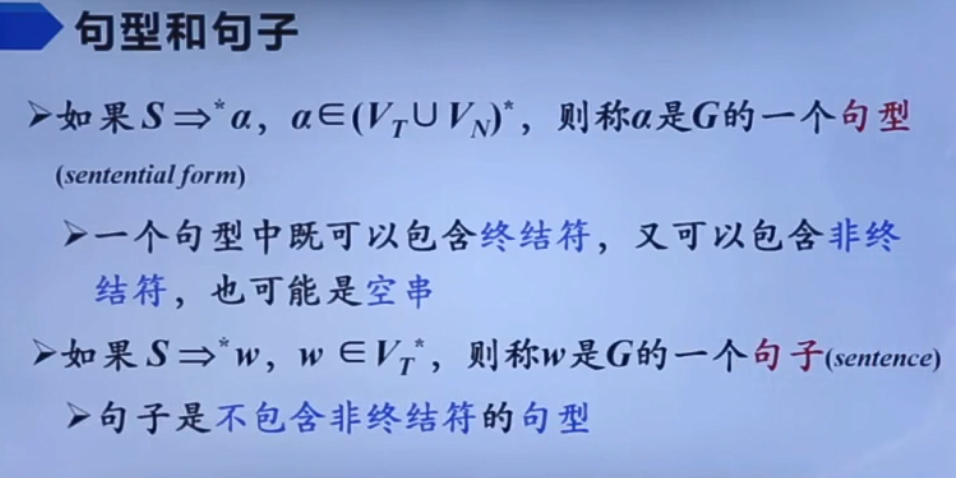 句型和句子
➢如果S⇒*α，α∈(V_T∪V_N)*，则称α是G的一个句型
(sentential form)
➢一个句型中既可以包含终结符，又可以包含非终
结符，也可能是空串
➢如果S⇒*w，w∈V_T*，则称w是G的一个句子(sentence)
➢句子是不包含非终结符的句型